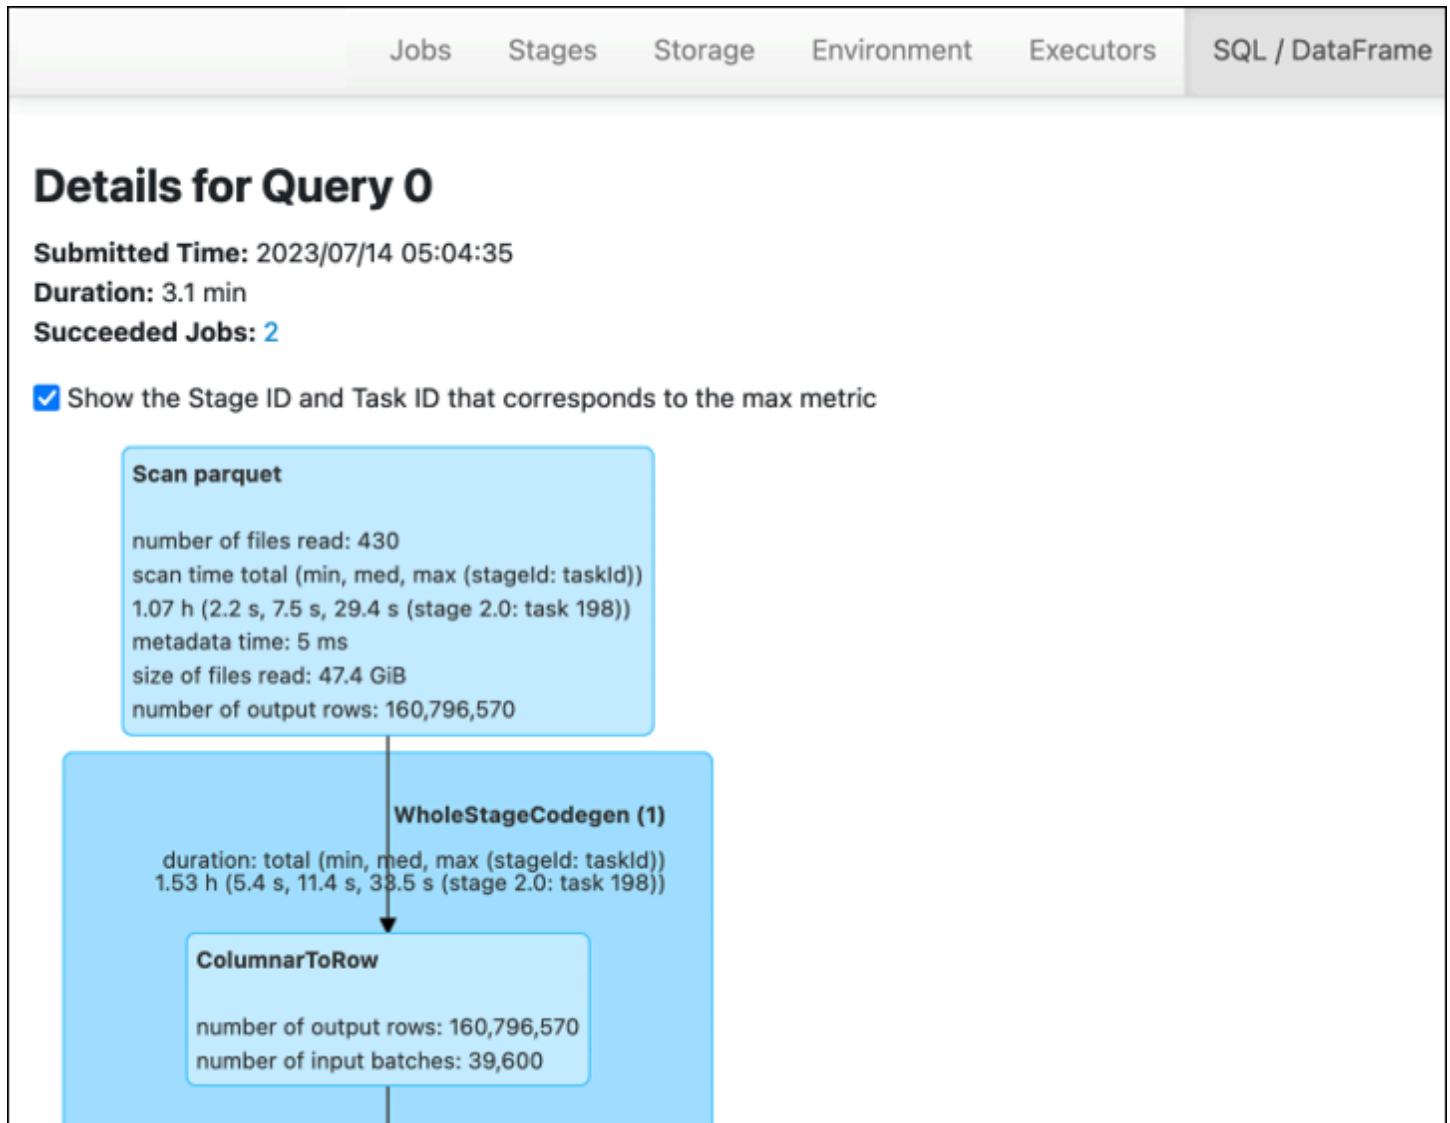 Jobs Stages Storage Environment Executors SQL / DataFrame
Details for Query 0
Submitted Time: 2023/07/14 05:04:35
Duration: 3.1 min
Succeeded Jobs: 2
Show the Stage ID and Task ID that corresponds to the max metric
Scan parquet
number of files read: 430
scan time total (min, med, max (stageId: taskId))
1.07 h (2.2 s, 7.5 s, 29.4 s (stage 2.0: task 198))
metadata time: 5 ms
size of files read: 47.4 GiB
number of output rows: 160,796,570
WholeStageCodegen (1)
duration: total (min, med, max (stageId: taskId))
1.53 h (5.4 s, 11.4 s, 33.5 s (stage 2.0: task 198))
ColumnarToRow
number of output rows: 160,796,570
number of input batches: 39,600